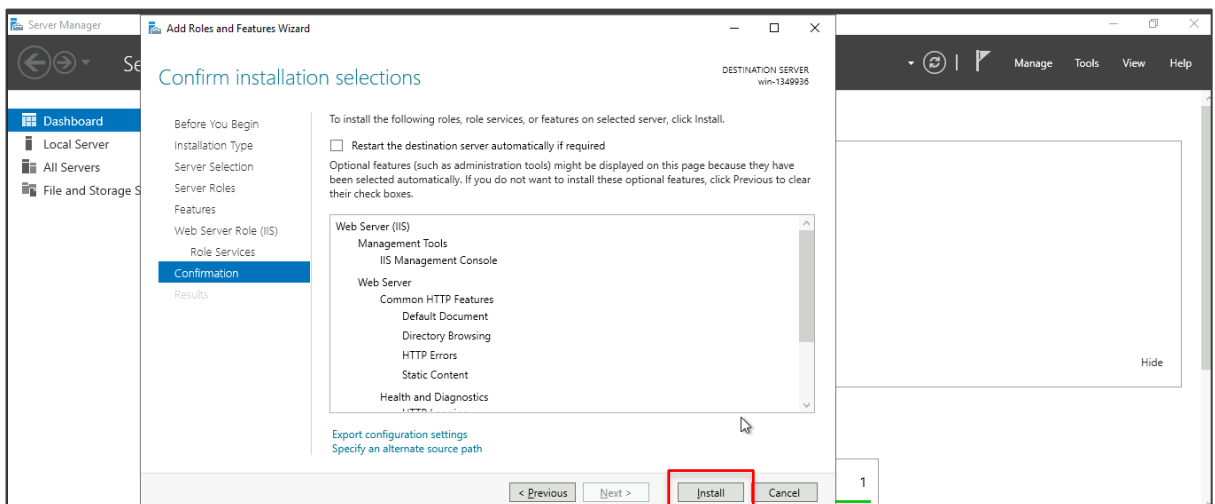 Server Manager
Add Roles and Features Wizard
Se
Manage Tools View Help
Confirm installation selections
DESTINATION SERVER
win-1349936
Dashboard
Local Server
All Servers
File and Storage S
Before You Begin
Installation Type
Server Selection
Server Roles
Features
Web Server Role (IIS)
Role Services
Confirmation
Results
To install the following roles, role services, or features on selected server, click Install.
Restart the destination server automatically if required
Optional features (such as administration tools) might be displayed on this page because they have
been selected automatically. If you do not want to install these optional features, click Previous to clear
their check boxes.
Web Server (IIS)
Management Tools
IIS Management Console
Web Server
Common HTTP Features
Default Document
Directory Browsing
HTTP Errors
Static Content
Health and Diagnostics
Hide
Export configuration settings
Specify an alternate source path
< Previous Next > Install Cancel
1